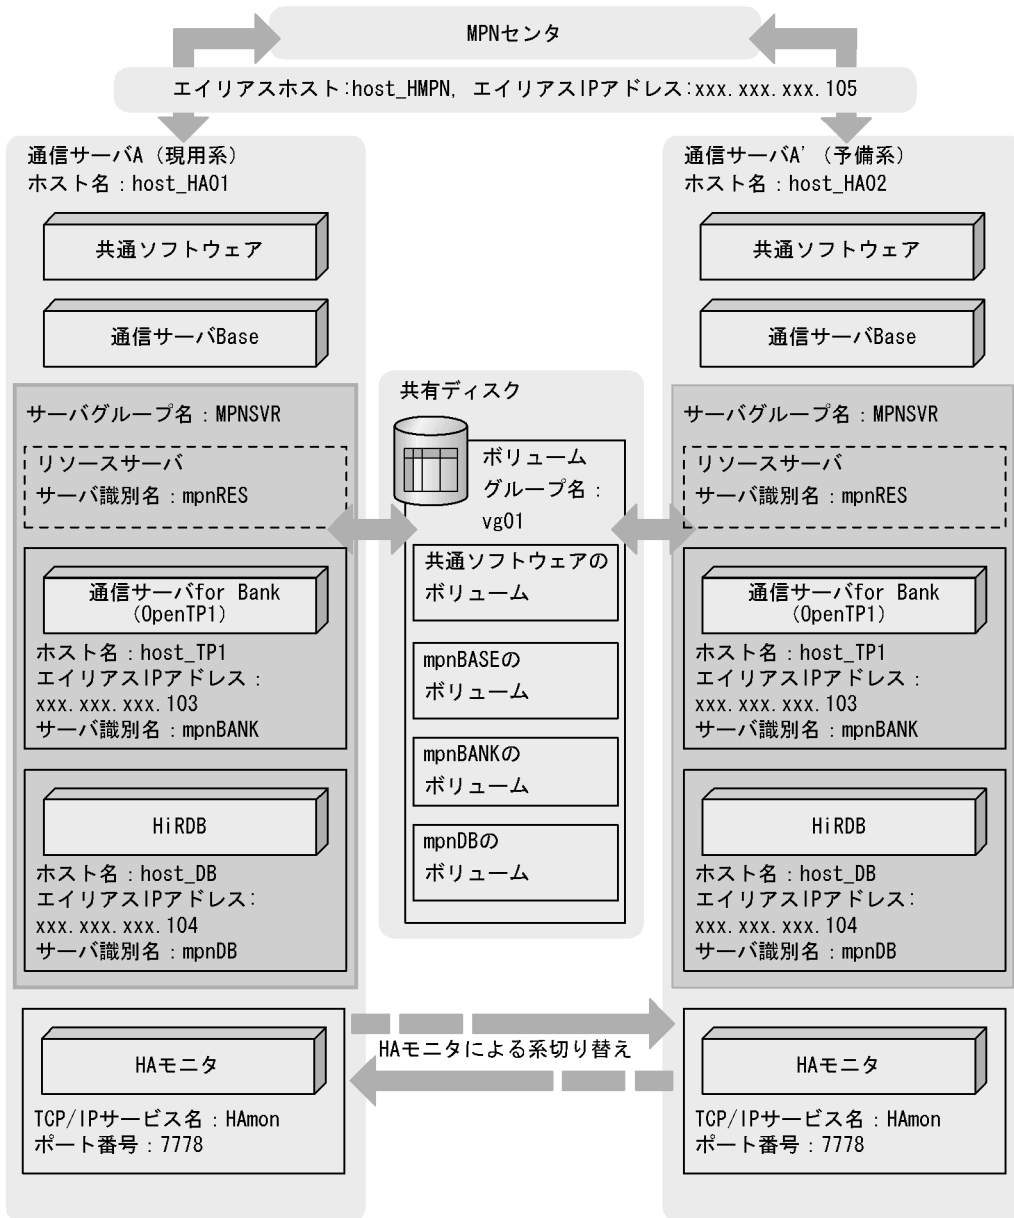 MPNセンタ
エイリアスホスト:host_HMPN, エイリアスIPアドレス:xxx.xxx.xxx.105
通信サーバA（現用系）
ホスト名：host_HA01
共通ソフトウェア
通信サーバBase
サーバグループ名：MPNSVR
リソースサーバ
サーバ識別名：mpnRES
通信サーバfor Bank
(OpenTP1)
ホスト名：host_TP1
エイリアスIPアドレス：
xxx.xxx.xxx.103
サーバ識別名：mpnBANK
HiRDB
ホスト名：host_DB
エイリアスIPアドレス:
xxx.xxx.xxx.104
サーバ識別名：mpnDB
HAモニタ
TCP/IPサービス名：HAmon
ポート番号：7778
共有ディスク
ボリューム
グループ名：
vg01
共通ソフトウェアの
ボリューム
mpnBASEの
ボリューム
mpnBANKの
ボリューム
mpnDBの
ボリューム
HAモニタによる系切り替え
通信サーバA'（予備系）
ホスト名：host_HA02
共通ソフトウェア
通信サーバBase
サーバグループ名：MPNSVR
リソースサーバ
サーバ識別名：mpnRES
通信サーバfor Bank
(OpenTP1)
ホスト名：host_TP1
エイリアスIPアドレス：
xxx.xxx.xxx.103
サーバ識別名：mpnBANK
HiRDB
ホスト名：host_DB
エイリアスIPアドレス:
xxx.xxx.xxx.104
サーバ識別名：mpnDB
HAモニタ
TCP/IPサービス名：HAmon
ポート番号：7778